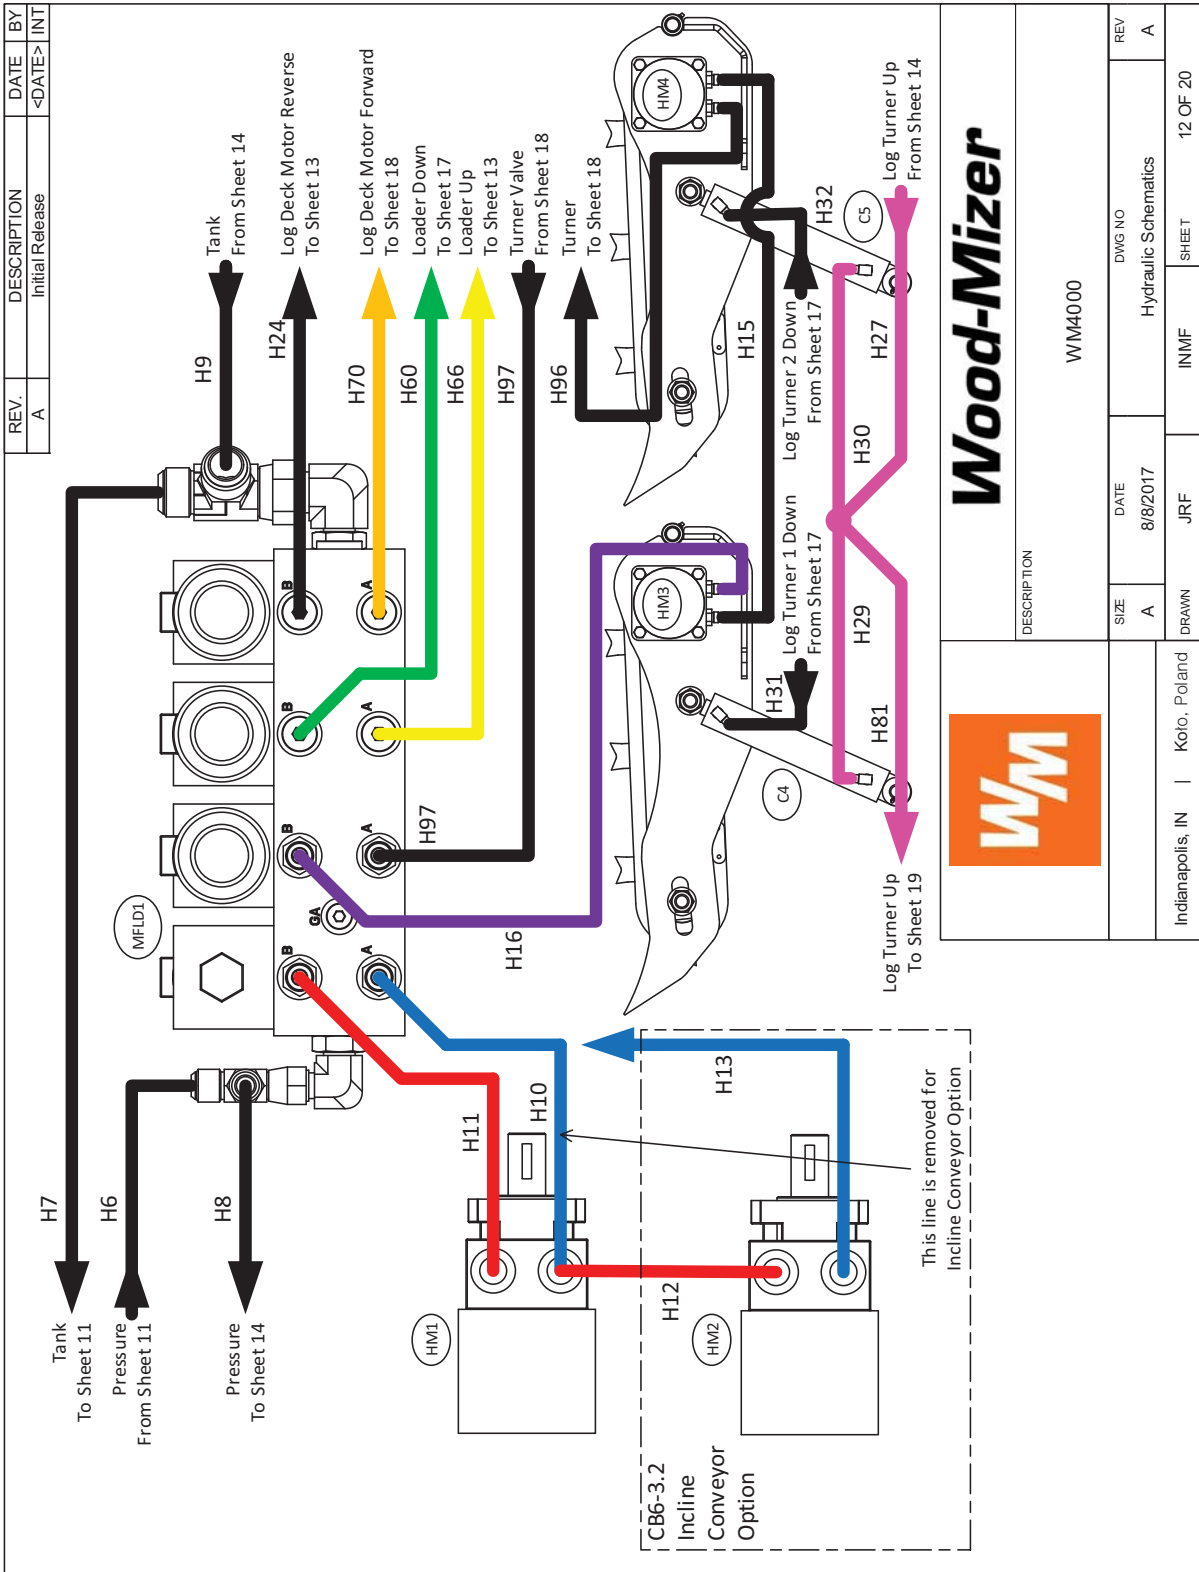 REV.
DESCRIPTION
DATE
BY
A
Initial Release
<DATE>
INT
Tank
To Sheet 11
H7
Pressure
From Sheet 11
H6
Pressure
To Sheet 14
H8
MFLD1
H9
Tank
From Sheet 14
H24
Log Deck Motor Reverse
To Sheet 13
H70
Log Deck Motor Forward
To Sheet 18
H60
Loader Down
To Sheet 17
H66
Loader Up
To Sheet 13
H97
Turner Valve
From Sheet 18
H96
Turner
To Sheet 18
B
B
B
B
A
A
A
A
GA
H97
H16
H11
H10
H13
H12
HM1
HM2
HM3
HM4
H15
H31
Log Turner 1 Down
From Sheet 17
Log Turner 2 Down
From Sheet 17
H32
C4
C5
H29
H30
H81
H27
Log Turner Up
To Sheet 19
Log Turner Up
From Sheet 14
This line is removed for
Incline Conveyor Option
CB6-3.2
Incline
Conveyor
Option
WM
Wood-Mizer
DESCRIPTION
WM4000
SIZE
A
DATE
8/8/2017
DWG NO
Hydraulic Schematics
REV
A
Indianapolis, IN | Koło, Poland
DRAWN
JRF
INMF
SHEET
12 OF 20